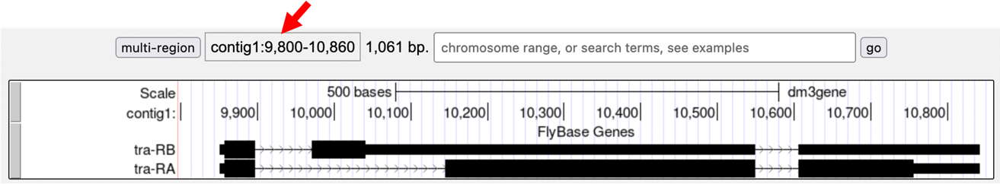 multi-region contig1:9,800-10,860 1,061 bp. chromosome range, or search terms, see examples go
Scale 500 bases dm3gene
contig1: 9,900 10,000 10,100 10,200 10,300 10,400 10,500 10,600 10,700 10,800
FlyBase Genes
tra-RB
tra-RA